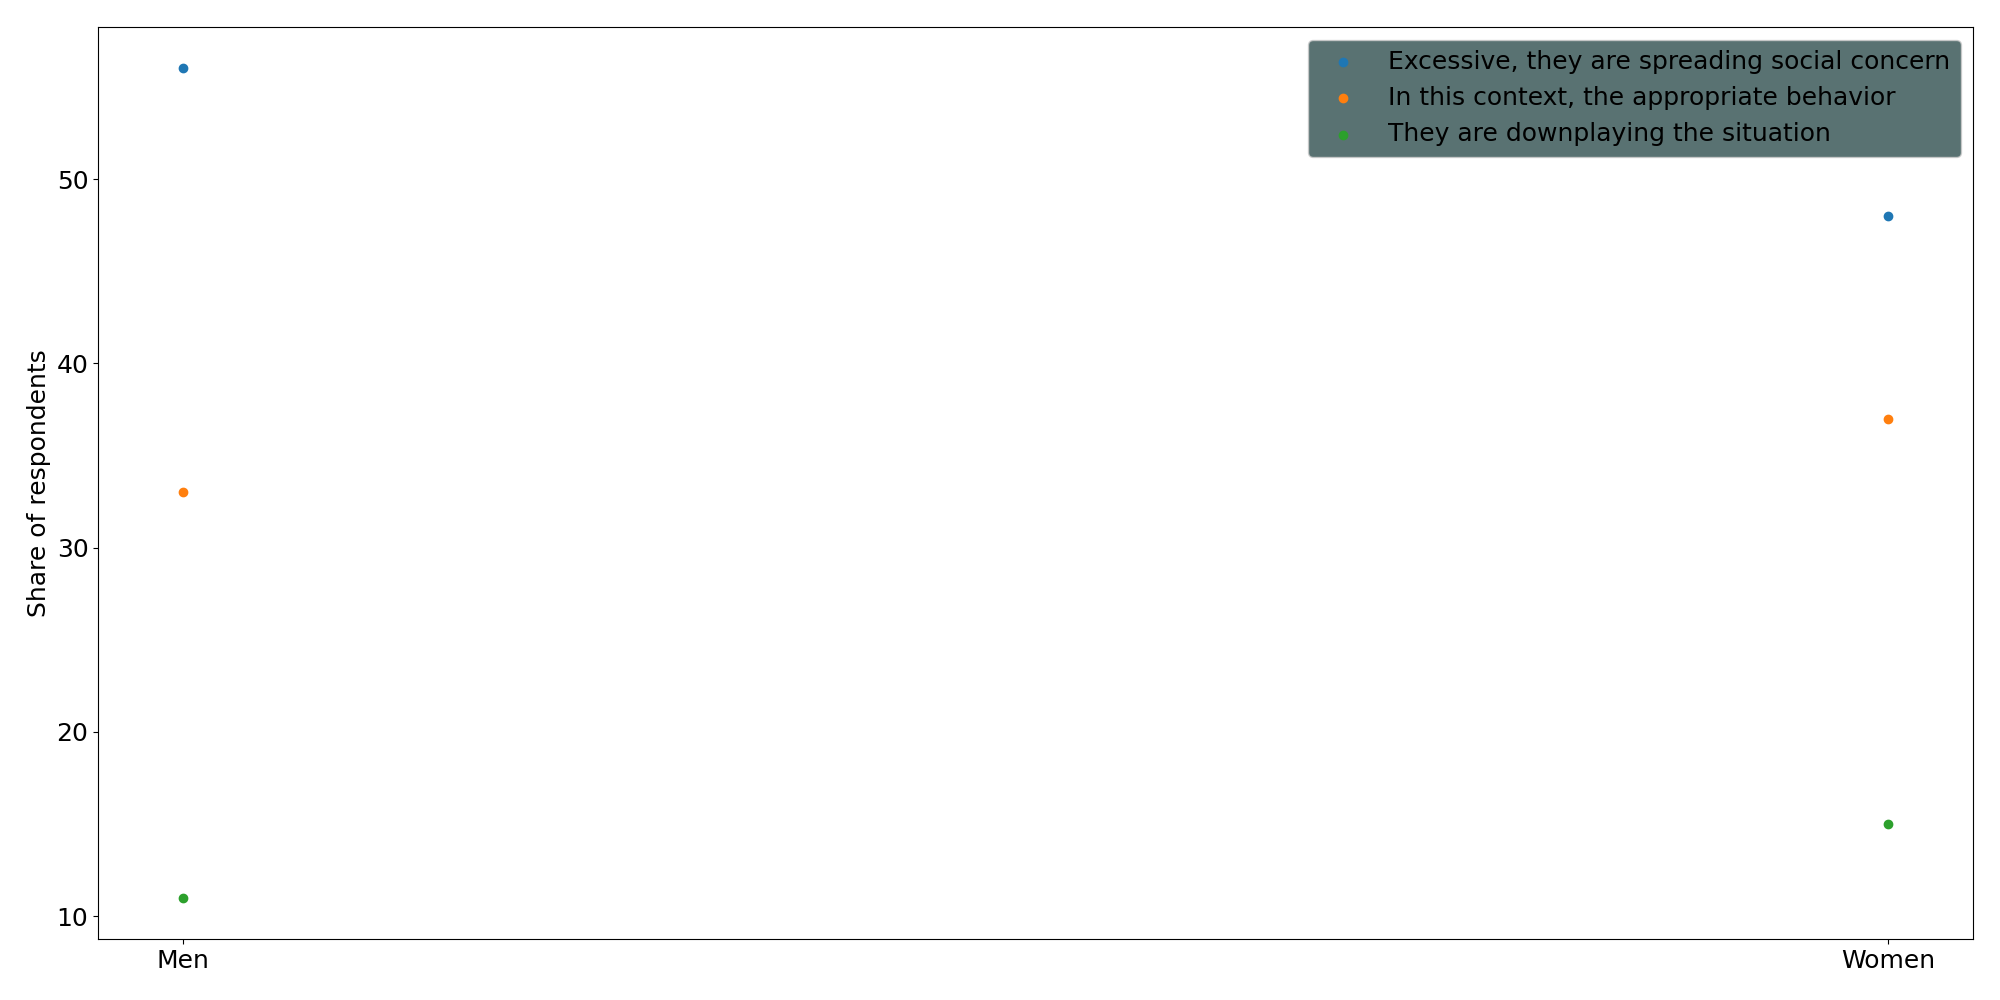 Excessive, they are spreading social concern
In this context, the appropriate behavior
They are downplaying the situation
Share of respondents
50
40
30
20
10
Men
Women